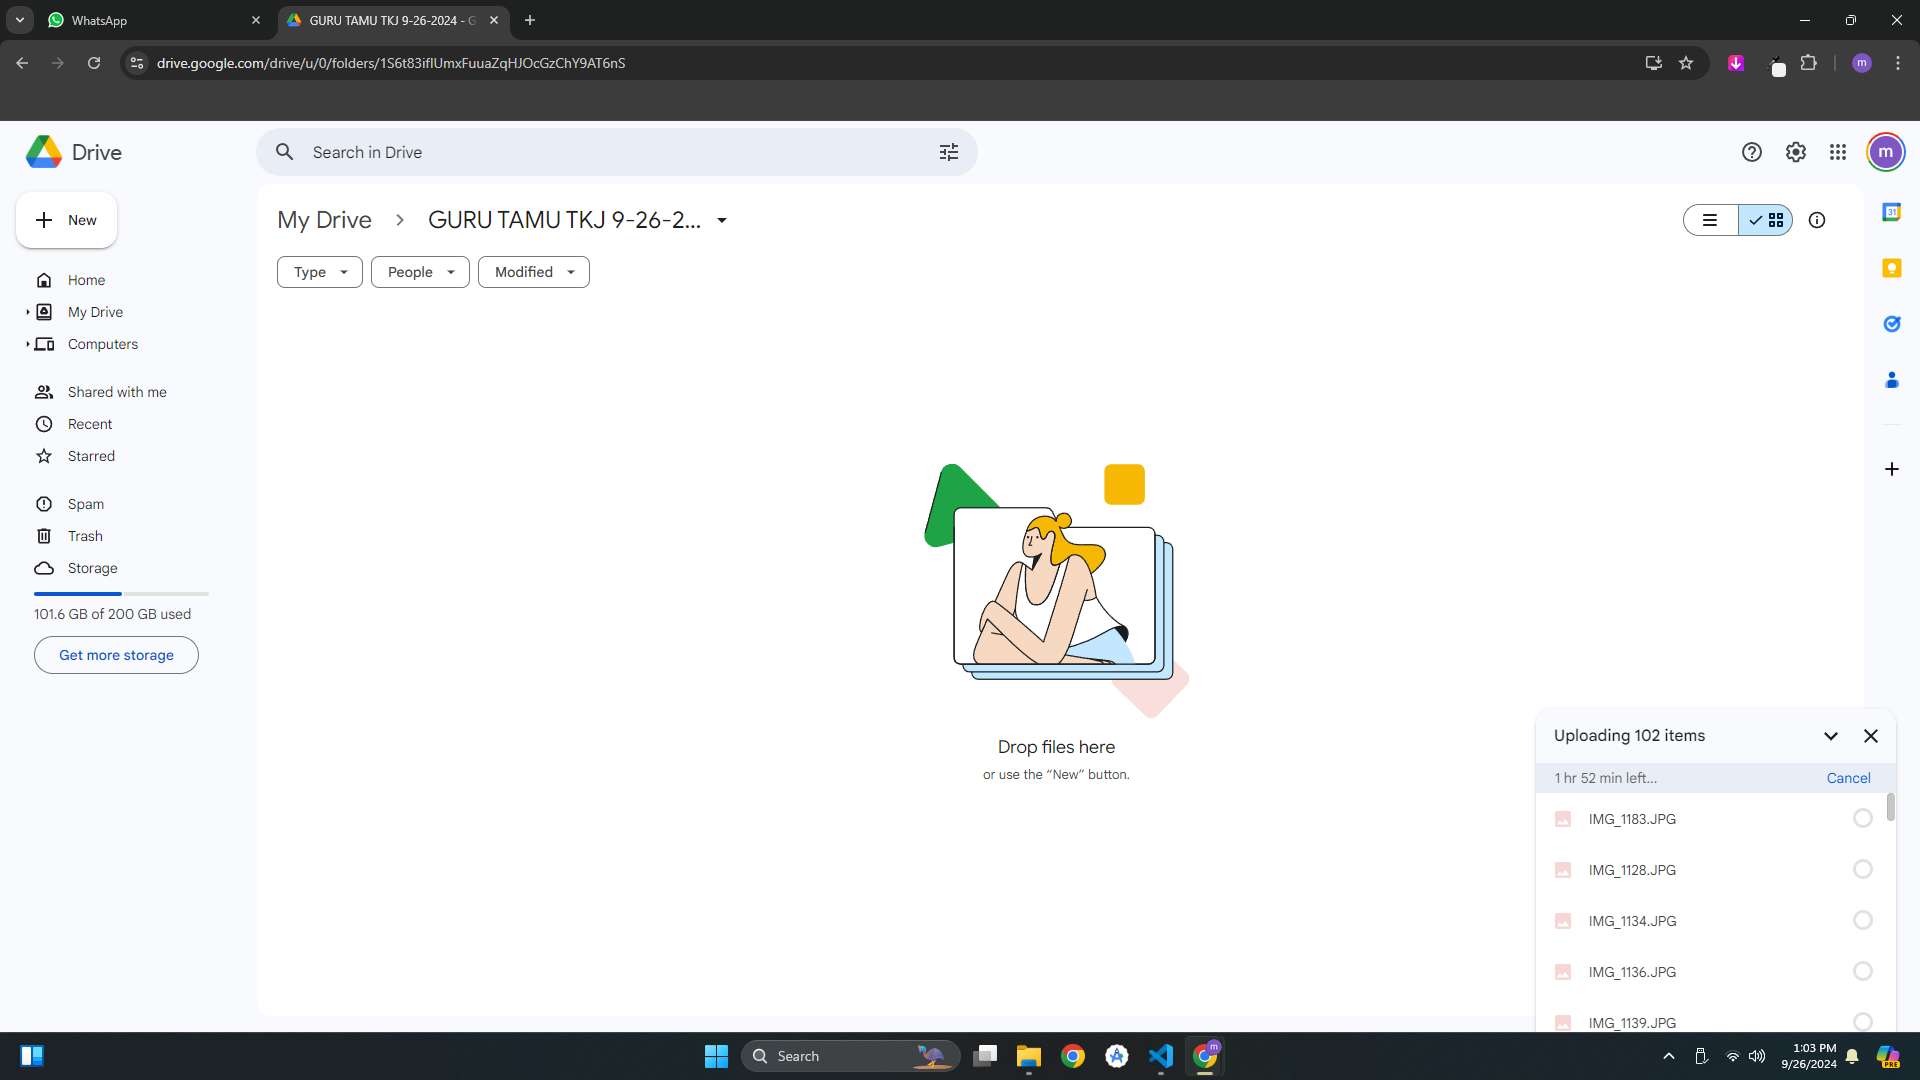 WhatsApp
GURU TAMU TKJ 9-26-2024 - G
drive.google.com/drive/u/0/folders/1S6t83iflUmxFuuaZqHJOcGzChY9AT6nS
m
Drive
Search in Drive
m
New
My Drive
GURU TAMU TKJ 9-26-2...
31
Type
People
Modified
Home
My Drive
Computers
Shared with me
Recent
Starred
Spam
Trash
Storage
101.6 GB of 200 GB used
Get more storage
Drop files here
or use the “New” button.
Uploading 102 items
1 hr 52 min left...
Cancel
IMG_1183.JPG
IMG_1128.JPG
IMG_1134.JPG
IMG_1136.JPG
IMG_1139.JPG
Search
m
1:03 PM
9/26/2024
PRE